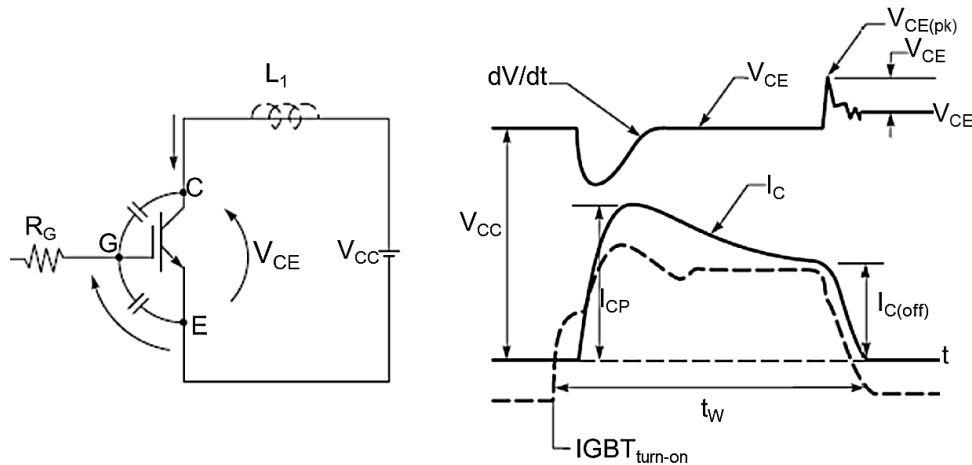 L1
C
RG
G
VCE
VCC
E
VCE(pk)
VCE
dV/dt
VCE
VCE
IC
VCC
ICP
IC(off)
t
tW
IGBTturn-on